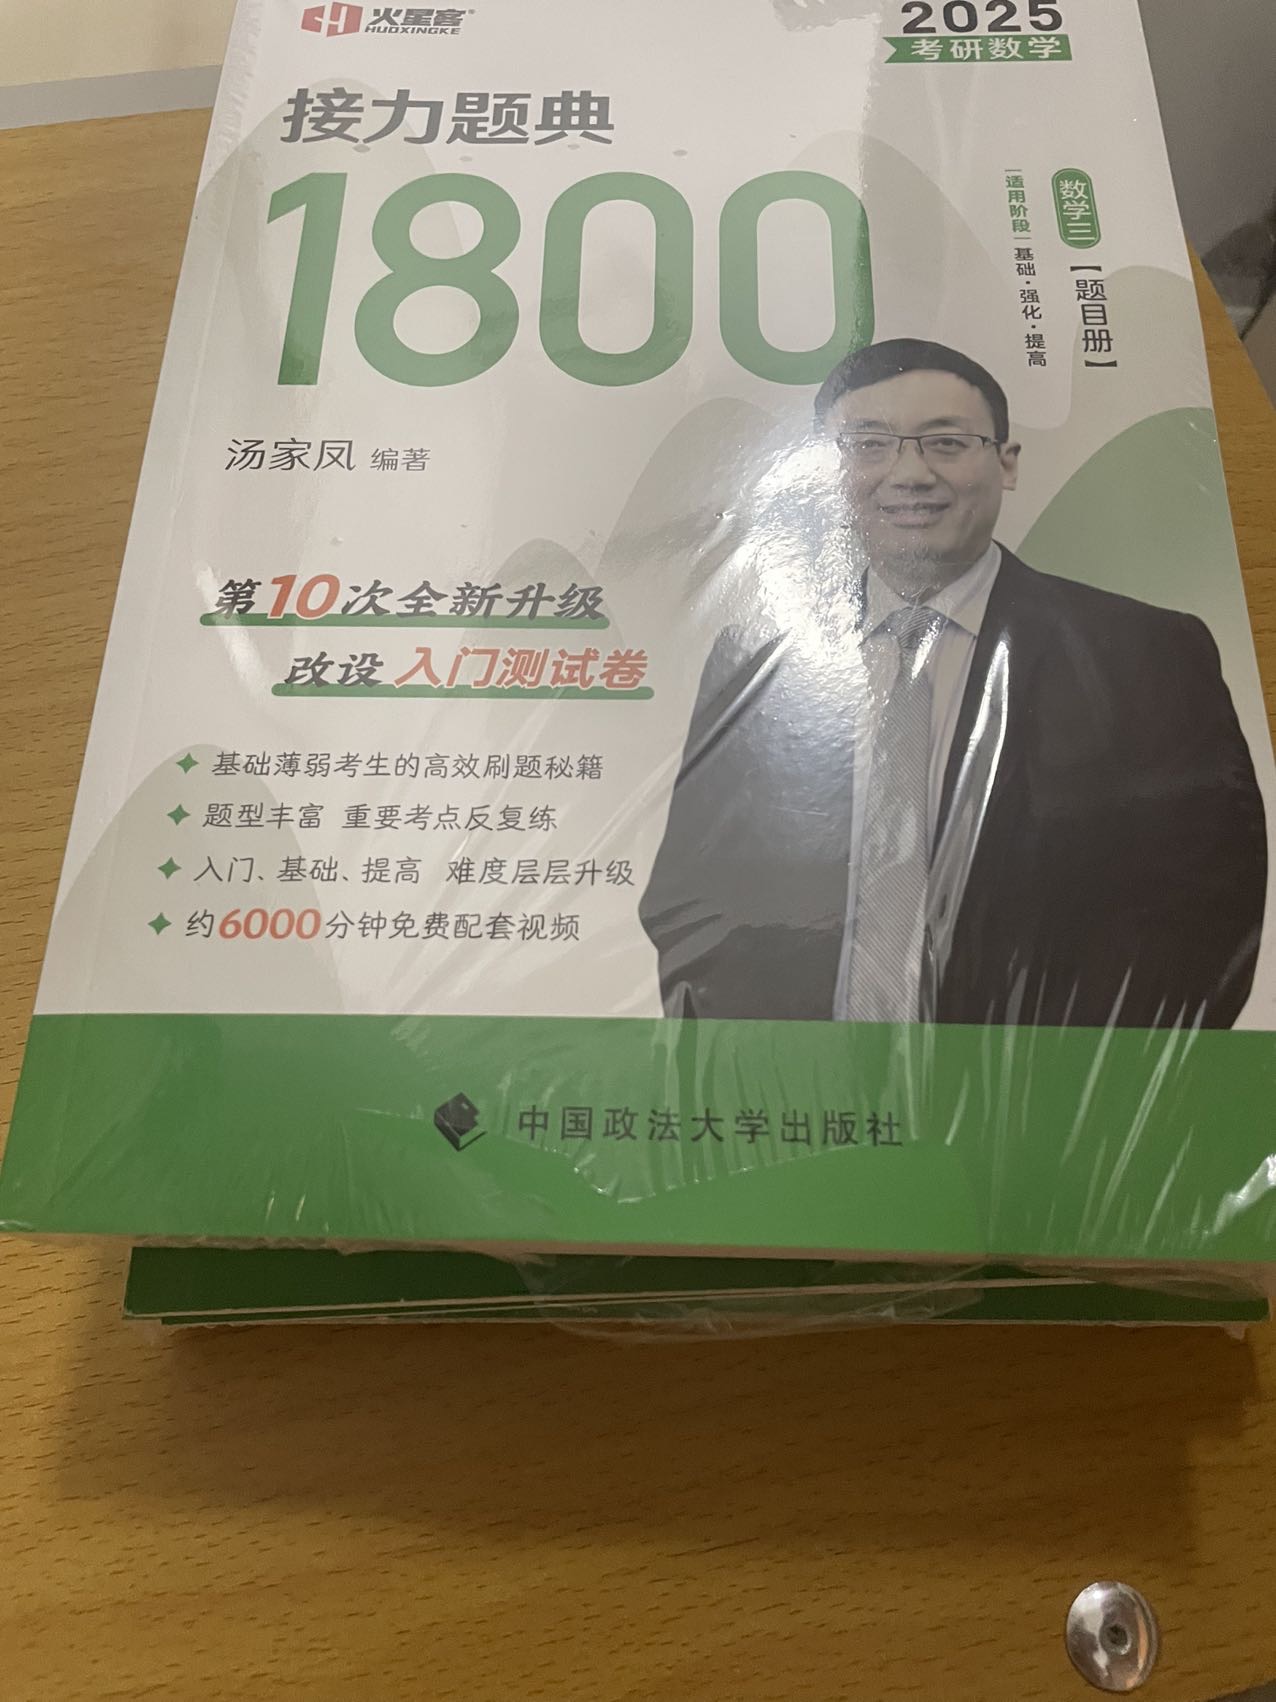 火星客®
HUOXINGKE
2025
考研数学
接力题典
1800
数学三
【题目册】
适用阶段
基础·强化·提高
汤家凤 编著
第10次全新升级
改设 入门测试卷
基础薄弱考生的高效刷题秘籍
题型丰富 重要考点反复练
入门、基础、提高 难度层层升级
约6000分钟免费配套视频
中国政法大学出版社